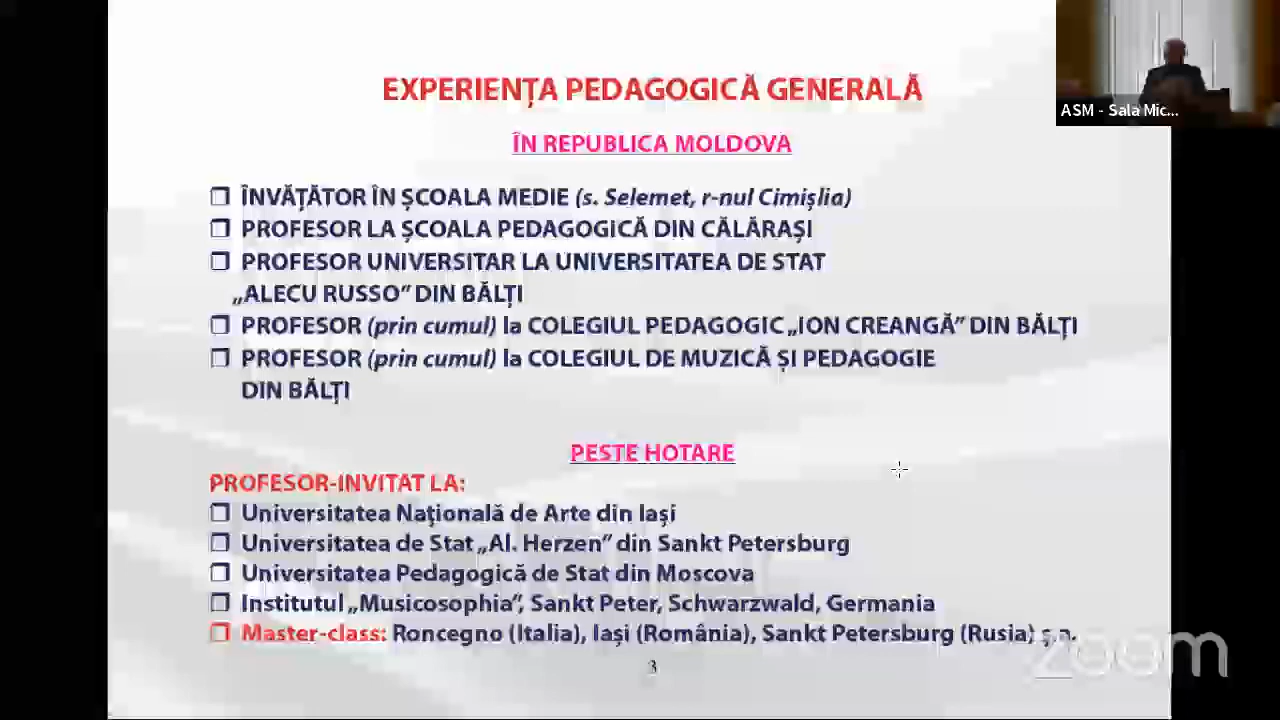 EXPERIENȚA PEDAGOGICĂ GENERALĂ
ASM - Sala Mic...
ÎN REPUBLICA MOLDOVA
❒ ÎNVĂȚĂTOR ÎN ȘCOALA MEDIE (s. Selemet, r-nul Cimișlia)
❒ PROFESOR LA ȘCOALA PEDAGOGICĂ DIN CĂLĂRAȘI
❒ PROFESOR UNIVERSITAR LA UNIVERSITATEA DE STAT
„ALECU RUSSO” DIN BĂLȚI
❒ PROFESOR (prin cumul) la COLEGIUL PEDAGOGIC „ION CREANGĂ” DIN BĂLȚI
❒ PROFESOR (prin cumul) la COLEGIUL DE MUZICĂ ȘI PEDAGOGIE
DIN BĂLȚI
PESTE HOTARE
PROFESOR-INVITAT LA:
❒ Universitatea Naţională de Arte din Iași
❒ Universitatea de Stat „Al. Herzen” din Sankt Petersburg
❒ Universitatea Pedagogică de Stat din Moscova
❒ Institutul „Musicosophia”, Sankt Peter, Schwarzwald, Germania
❒ Master-class: Roncegno (Italia), Iași (România), Sankt Petersburg (Rusia) ș.a.
zoom
3